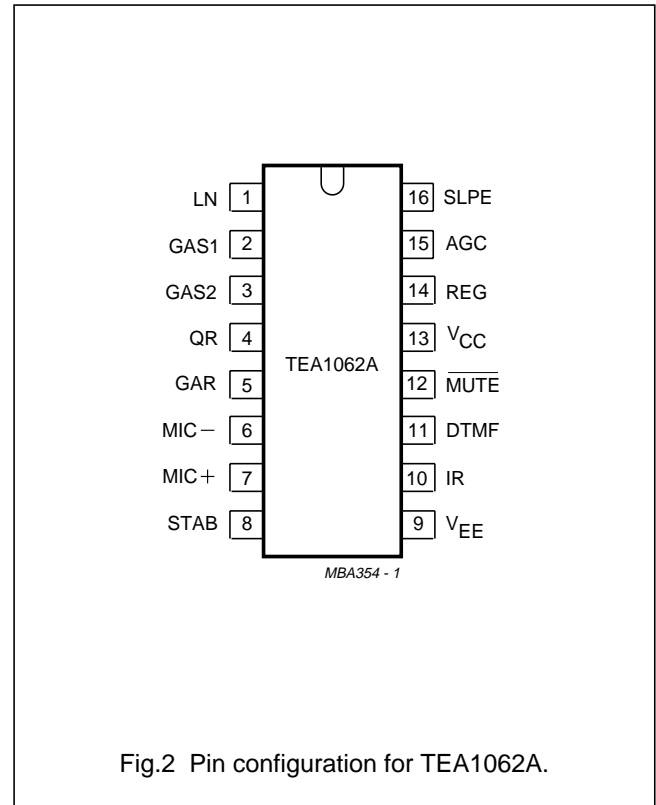 LN 1 16 SLPE
GAS1 2 15 AGC
GAS2 3 14 REG
QR 4 13 VCC
TEA1062A
GAR 5 12 M̅U̅T̅E̅
MIC− 6 11 DTMF
MIC+ 7 10 IR
STAB 8 9 VEE
MBA354 - 1
Fig.2 Pin configuration for TEA1062A.